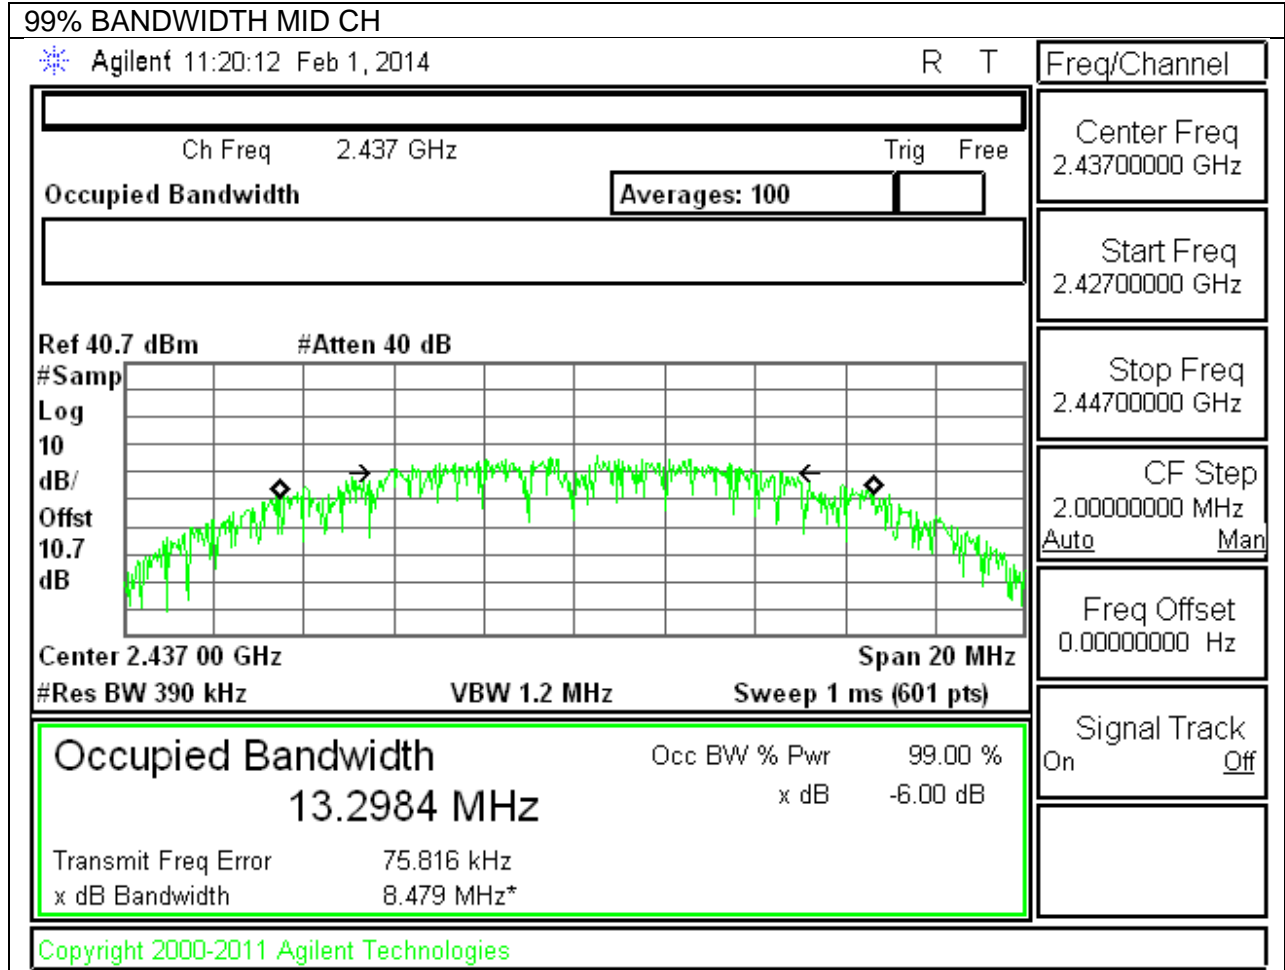 99% BANDWIDTH MID CH
Agilent 11:20:12 Feb 1, 2014 R T
Ch Freq 2.437 GHz Trig Free
Occupied Bandwidth Averages: 100
Ref 40.7 dBm #Atten 40 dB
#Samp
Log
10
dB/
Offst
10.7
dB
Center 2.437 00 GHz Span 20 MHz
#Res BW 390 kHz VBW 1.2 MHz Sweep 1 ms (601 pts)
Occupied Bandwidth Occ BW % Pwr 99.00 %
13.2984 MHz x dB -6.00 dB
Transmit Freq Error 75.816 kHz
x dB Bandwidth 8.479 MHz*
Copyright 2000-2011 Agilent Technologies
Freq/Channel
Center Freq
2.43700000 GHz
Start Freq
2.42700000 GHz
Stop Freq
2.44700000 GHz
CF Step
2.00000000 MHz
Auto Man
Freq Offset
0.00000000 Hz
Signal Track
On Off